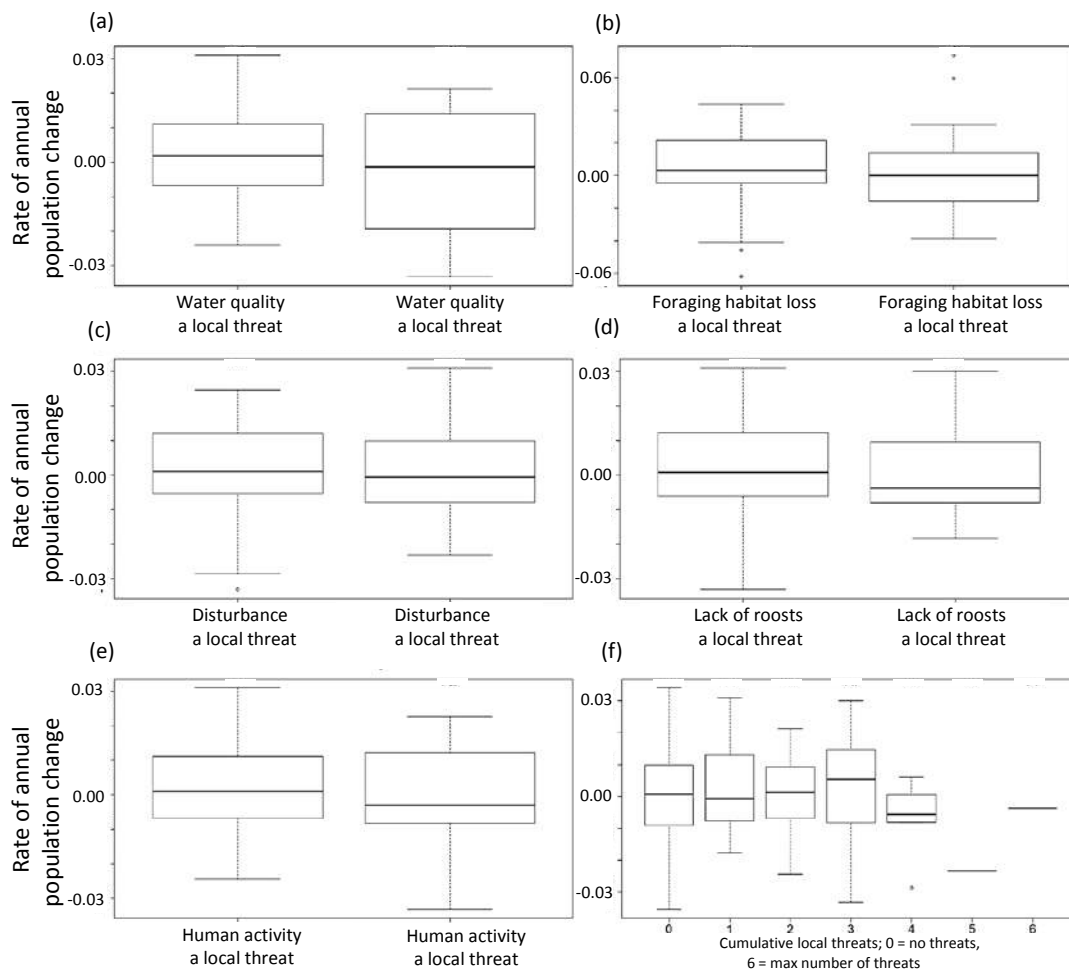 (a)
(b)
Rate of annual
population change
0.03
0.00
-0.03
0.06
0.00
-0.06
Water quality
a local threat
Water quality
a local threat
Foraging habitat loss
a local threat
Foraging habitat loss
a local threat
(c)
(d)
Rate of annual
population change
0.03
0.00
-0.03
0.03
0.00
-0.03
Disturbance
a local threat
Disturbance
a local threat
Lack of roosts
a local threat
Lack of roosts
a local threat
(e)
(f)
Rate of annual
population change
0.03
0.00
-0.03
0.03
0.00
-0.03
Human activity
a local threat
Human activity
a local threat
0 1 2 3 4 5 6
Cumulative local threats; 0 = no threats,
6 = max number of threats